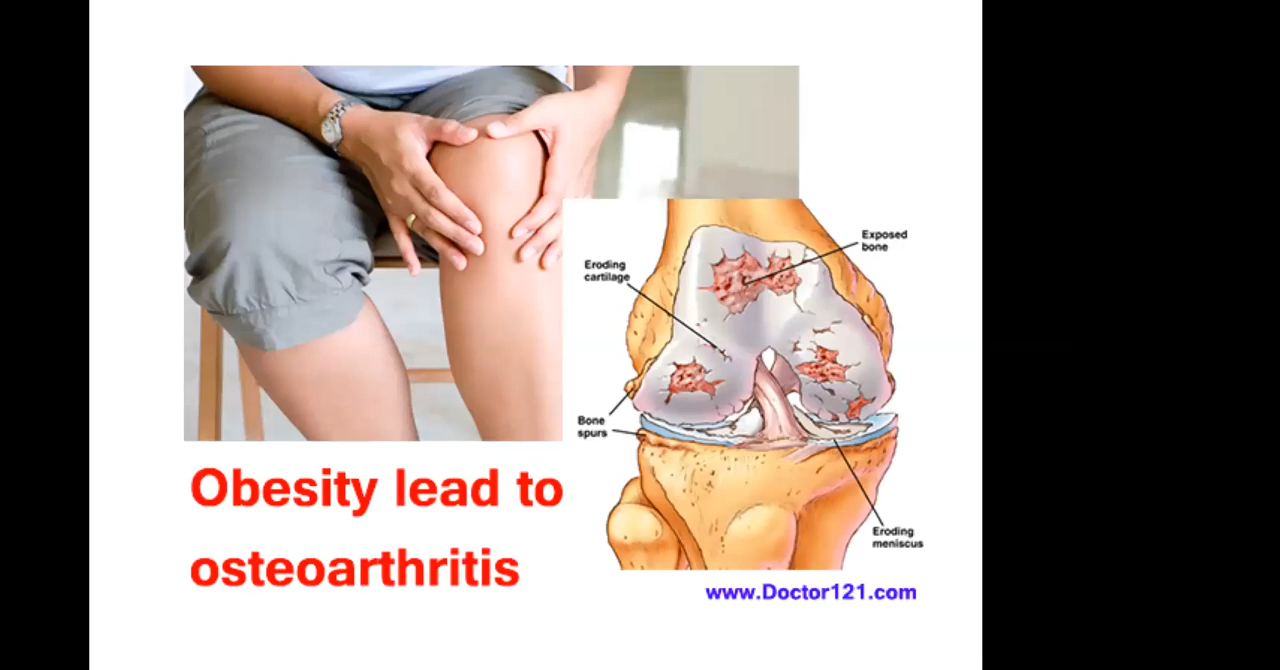 Exposed
bone
Eroding
cartilage
Bone
spurs
Eroding
meniscus
Obesity lead to
osteoarthritis
www.Doctor121.com